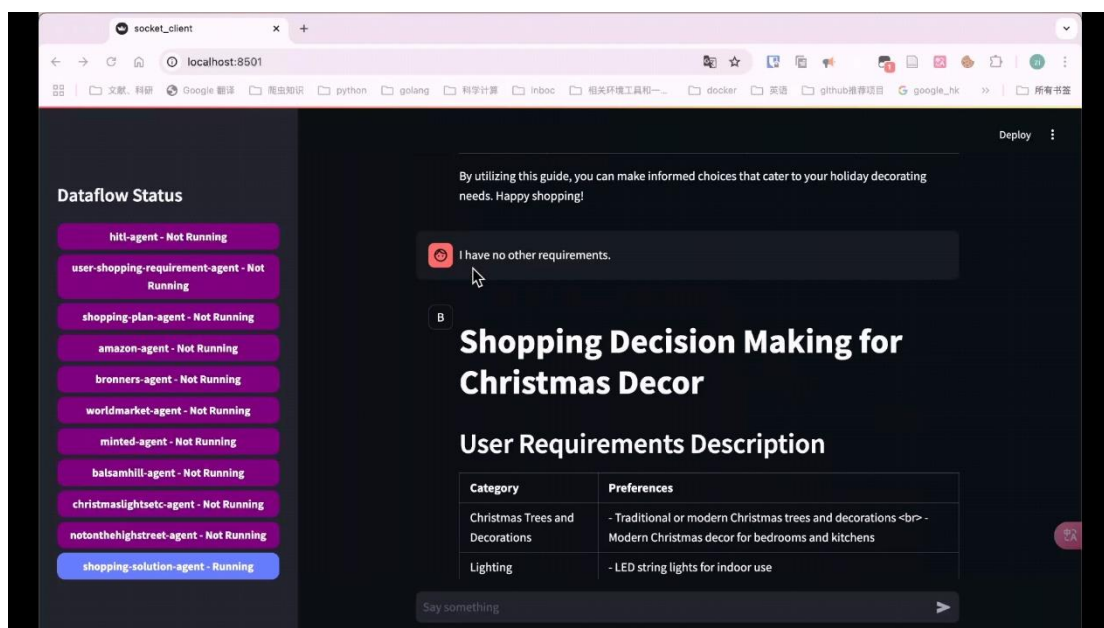 socket_client
localhost:8501
文献、科研
Google 翻译
爬虫知识
python
golang
科学计算
inboc
相关环境工具和一...
docker
英语
github推荐项目
google_hk
所有书签
Deploy
Dataflow Status
hitl-agent - Not Running
user-shopping-requirement-agent - Not
Running
shopping-plan-agent - Not Running
amazon-agent - Not Running
bronners-agent - Not Running
worldmarket-agent - Not Running
minted-agent - Not Running
balsamhill-agent - Not Running
christmaslightsetc-agent - Not Running
notonthehighstreet-agent - Not Running
shopping-solution-agent - Running
By utilizing this guide, you can make informed choices that cater to your holiday decorating
needs. Happy shopping!
I have no other requirements.
B
Shopping Decision Making for
Christmas Decor
User Requirements Description
Category Preferences
Christmas Trees and - Traditional or modern Christmas trees and decorations <br> -
Decorations Modern Christmas decor for bedrooms and kitchens
Lighting - LED string lights for indoor use
Say something